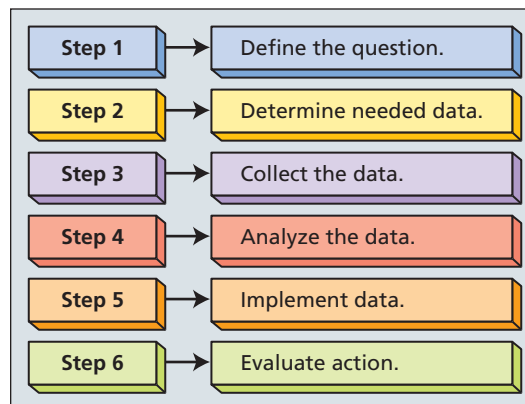 Step 1 Define the question.
Step 2 Determine needed data.
Step 3 Collect the data.
Step 4 Analyze the data.
Step 5 Implement data.
Step 6 Evaluate action.